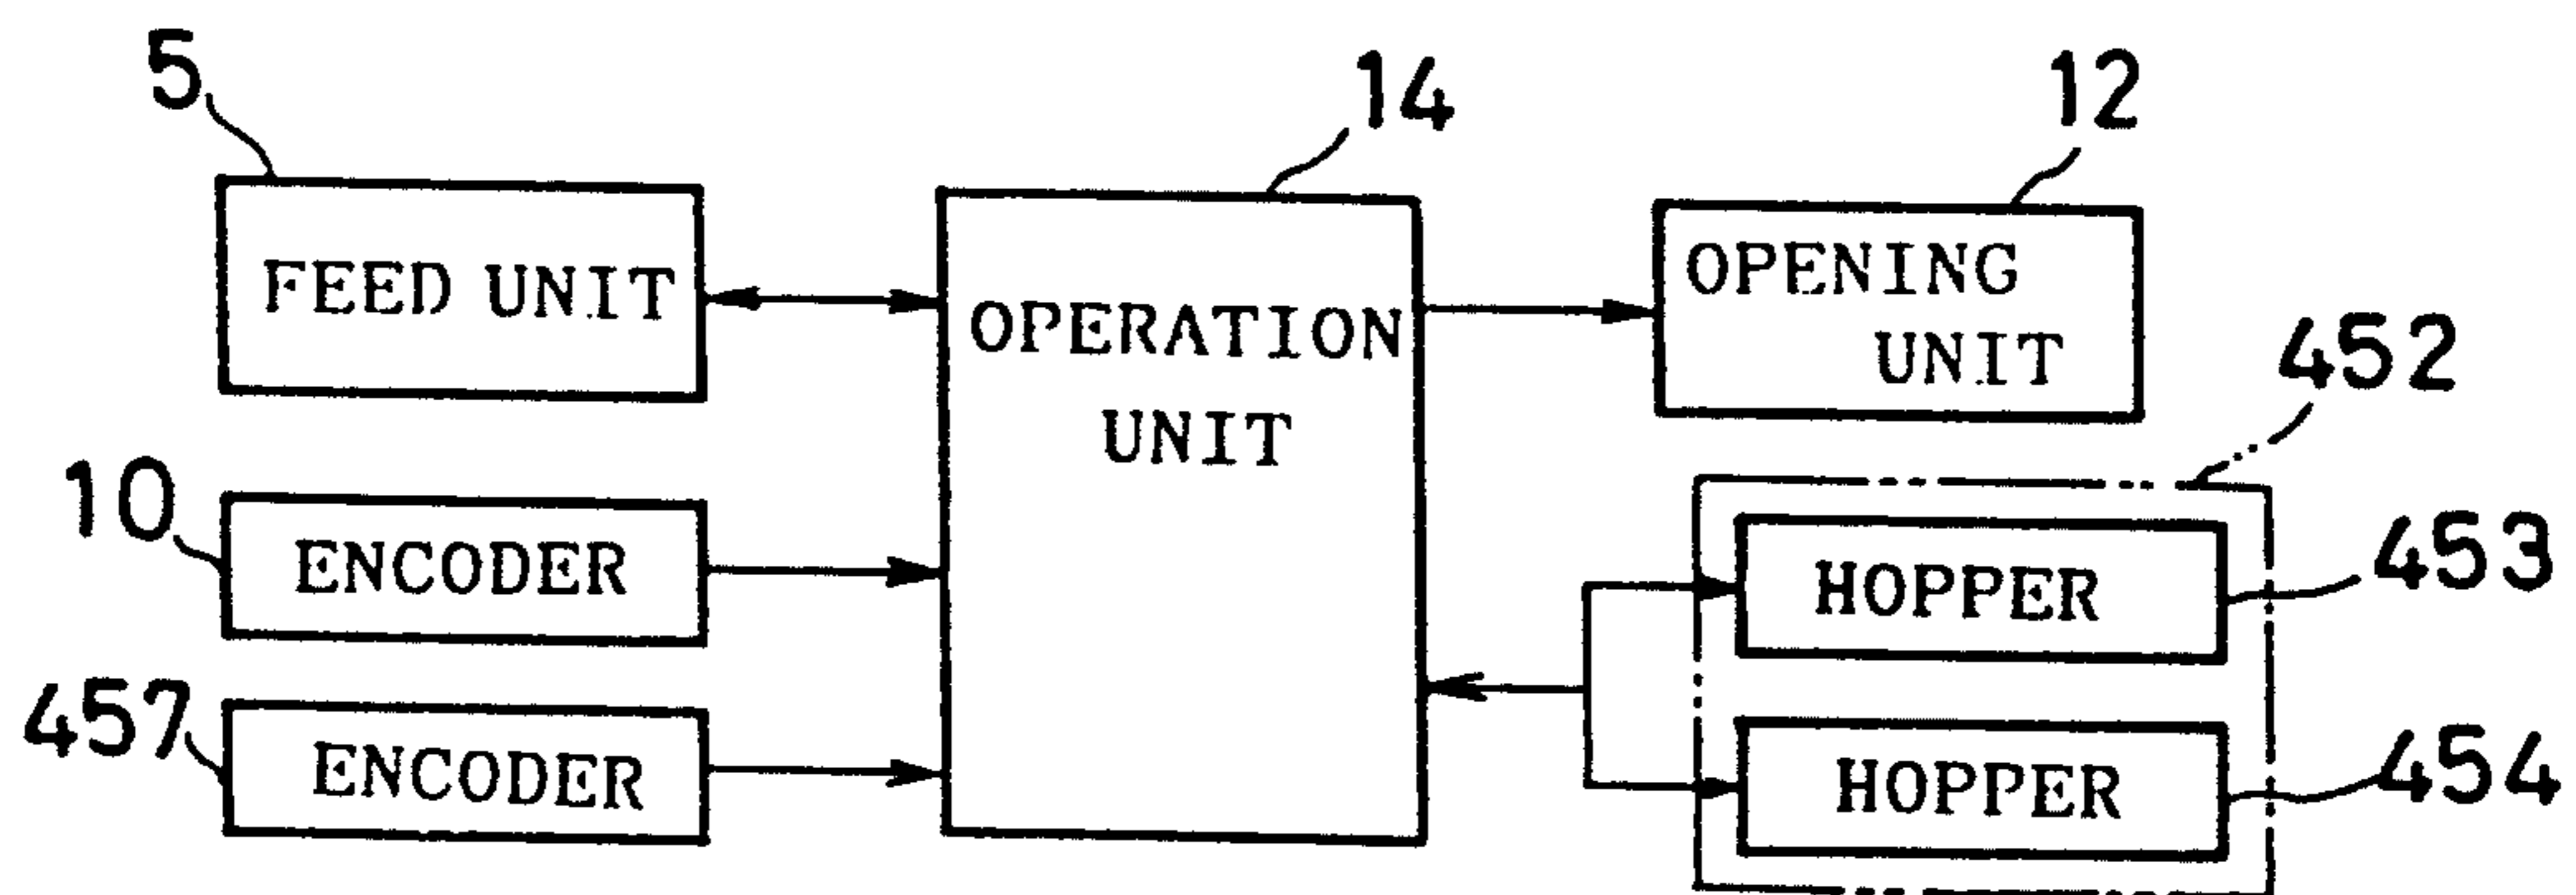 5
14
12
FEED UNIT
OPERATION
UNIT
OPENING
UNIT
452
10
ENCODER
HOPPER
453
457
ENCODER
HOPPER
454